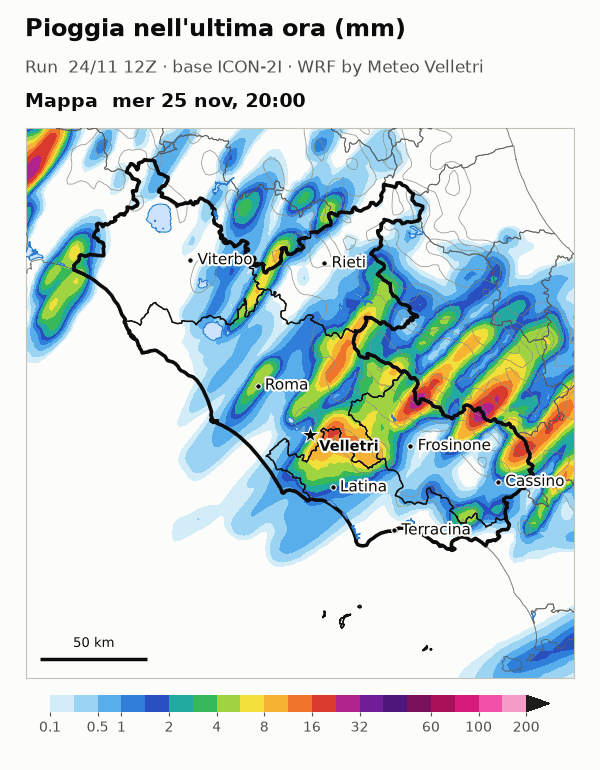 Pioggia nell'ultima ora (mm)
Run  24/11 12Z · base ICON-2I · WRF by Meteo Velletri
Mappa  mer 25 nov, 20:00
Viterbo
Rieti
Roma
Velletri
Frosinone
Latina
Cassino
Terracina
50 km
0.1 0.5 1 2 4 8 16 32 60 100 200